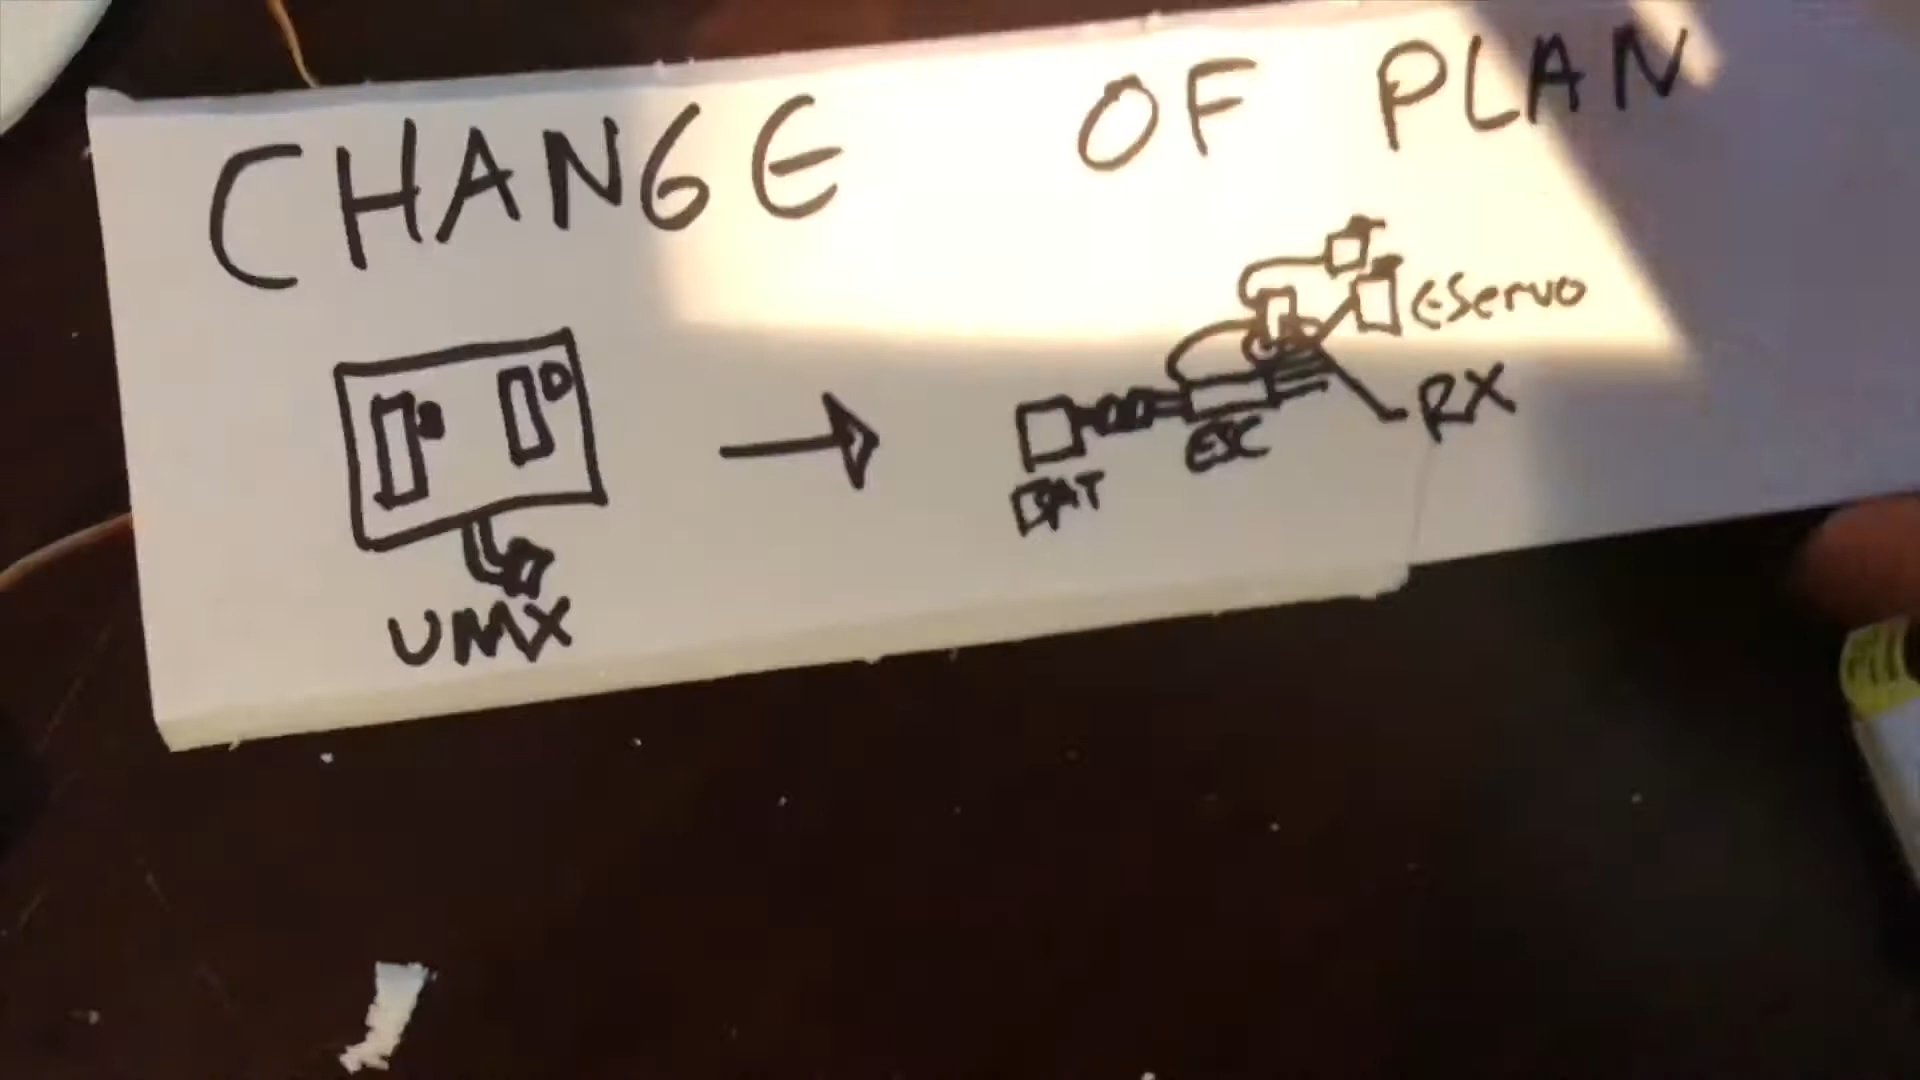 CHANGE OF PLAN
←Servo
RX
ESC
BAT
UMX